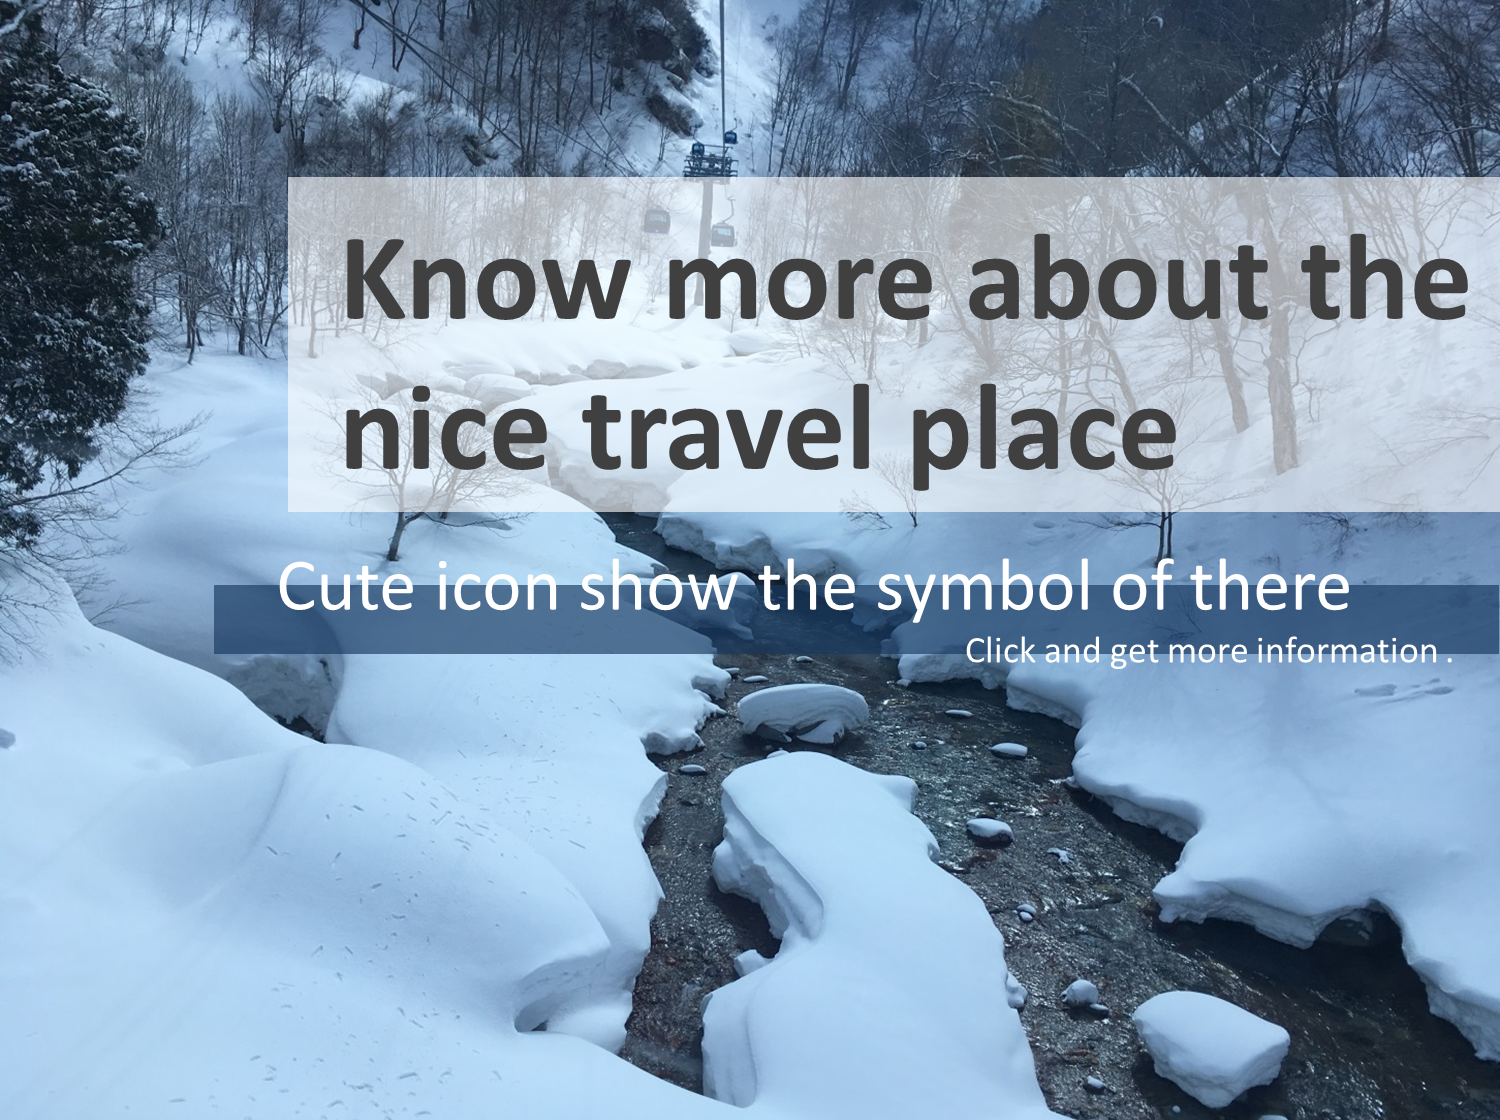 Know more about the
nice travel place
Cute icon show the symbol of there
Click and get more information .